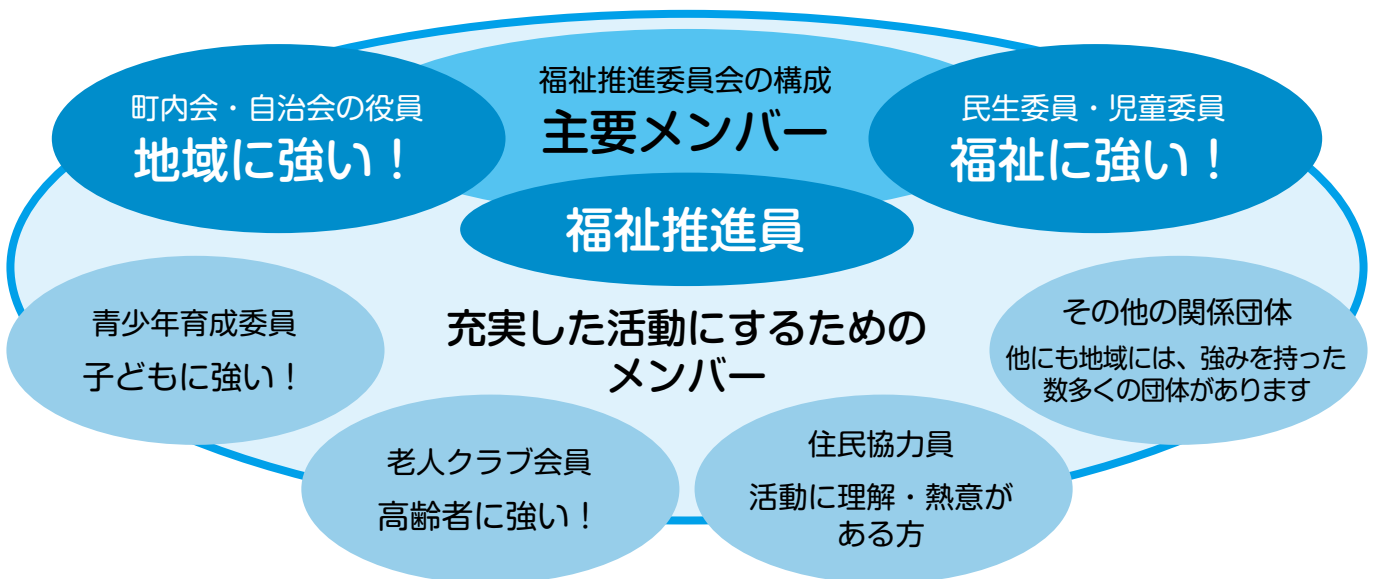 福祉推進委員会の構成
主要メンバー
町内会・自治会の役員
地域に強い！
民生委員・児童委員
福祉に強い！
福祉推進員
充実した活動にするための
メンバー
青少年育成委員
子どもに強い！
老人クラブ会員
高齢者に強い！
住民協力員
活動に理解・熱意が
ある方
その他の関係団体
他にも地域には、強みを持った
数多くの団体があります